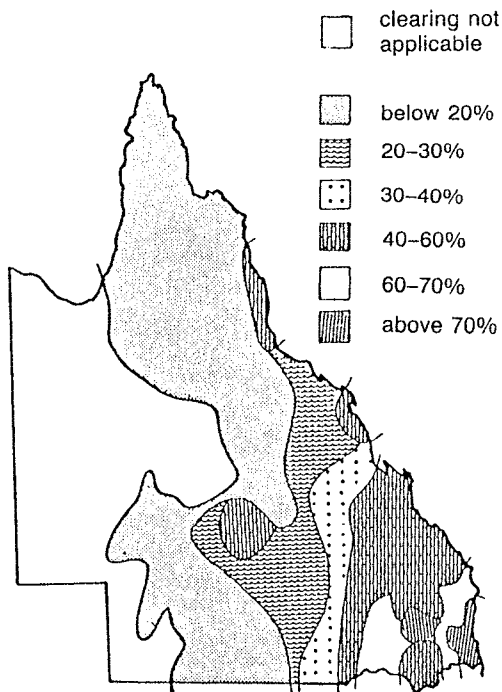 clearing not
applicable
below 20%
20–30%
30–40%
40–60%
60–70%
above 70%